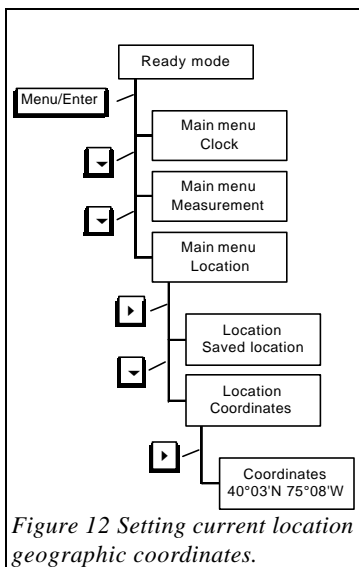 Ready mode
Menu/Enter
Main menu
Clock
Main menu
Measurement
Main menu
Location
Location
Saved location
Location
Coordinates
Coordinates
40°03'N 75°08'W
Figure 12 Setting current location
geographic coordinates.